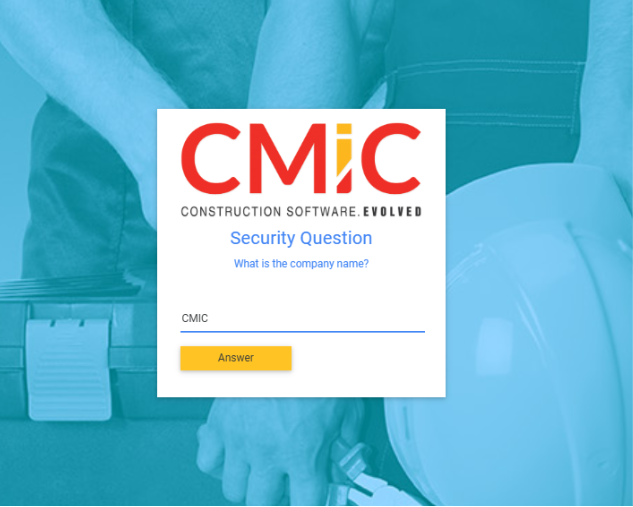 CMiC
CONSTRUCTION SOFTWARE.EVOLVED
Security Question
What is the company name?
CMIC
Answer